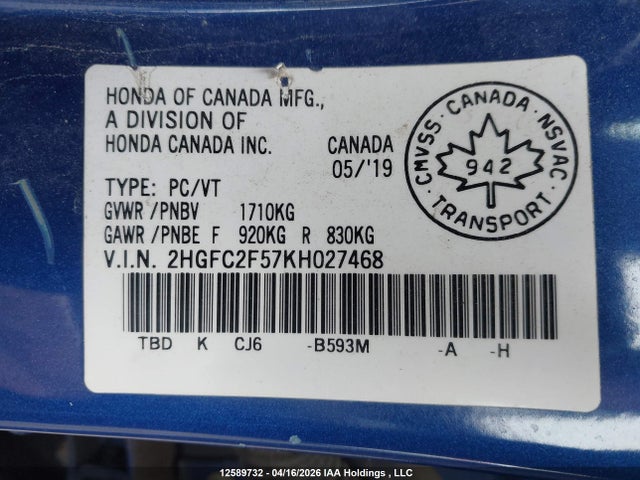 HONDA OF CANADA MFG.,
A DIVISION OF
HONDA CANADA INC. CANADA
05/'19
TYPE: PC/VT
GVWR/PNBV 1710KG
GAWR/PNBE F 920KG R 830KG
V.I.N. 2HGFC2F57KH027468
TBD K CJ6 -B593M -A -H
CMVSS · CANADA · NSVAC
942
TRANSPORT
12589732 - 04/16/2026 IAA Holdings , LLC